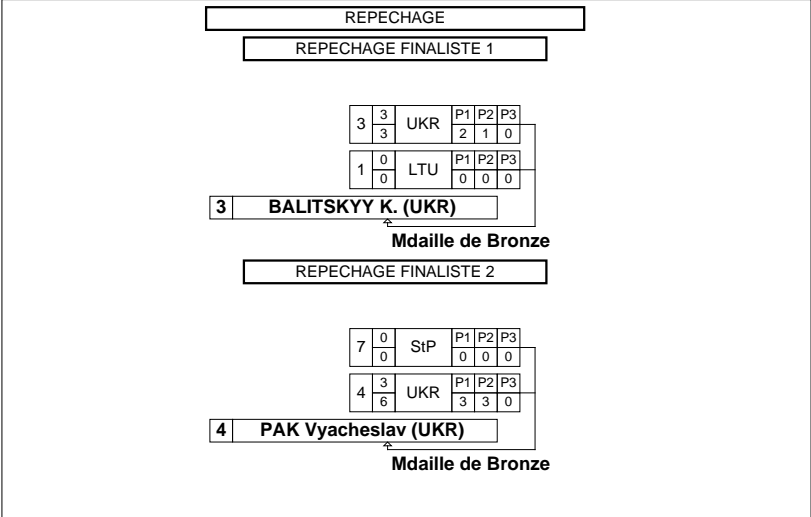 REPECHAGE
REPECHAGE FINALISTE 1
3 3 UKR P1 P2 P3
3 2 1 0
1 0 LTU P1 P2 P3
0 0 0 0
3 BALITSKYY K. (UKR)
Mdaille de Bronze
REPECHAGE FINALISTE 2
7 0 StP P1 P2 P3
0 0 0 0
4 3 UKR P1 P2 P3
6 3 3 0
4 PAK Vyacheslav (UKR)
Mdaille de Bronze